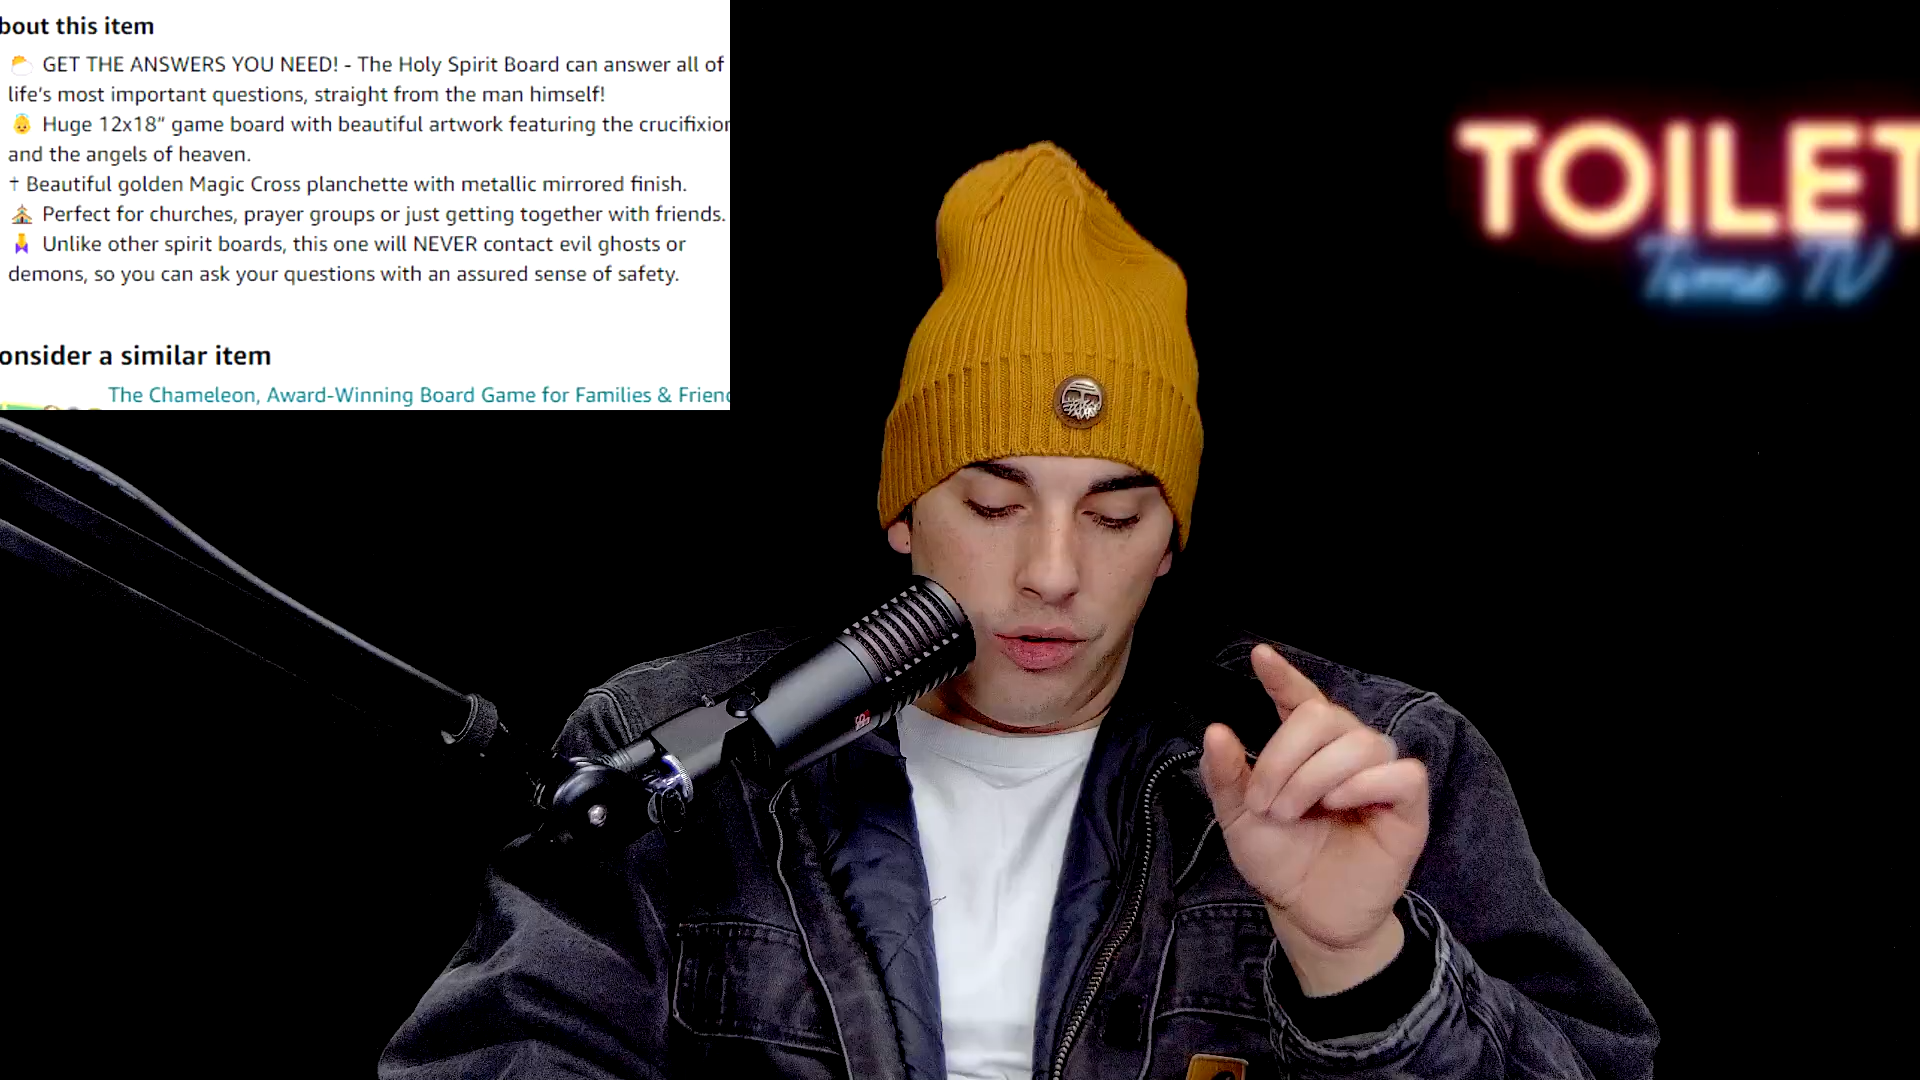 bout this item
GET THE ANSWERS YOU NEED! - The Holy Spirit Board can answer all of
life's most important questions, straight from the man himself!
Huge 12x18" game board with beautiful artwork featuring the crucifixion
and the angels of heaven.
† Beautiful golden Magic Cross planchette with metallic mirrored finish.
Perfect for churches, prayer groups or just getting together with friends.
Unlike other spirit boards, this one will NEVER contact evil ghosts or
demons, so you can ask your questions with an assured sense of safety.
onsider a similar item
The Chameleon, Award-Winning Board Game for Families & Friend
TOILET
Time TV